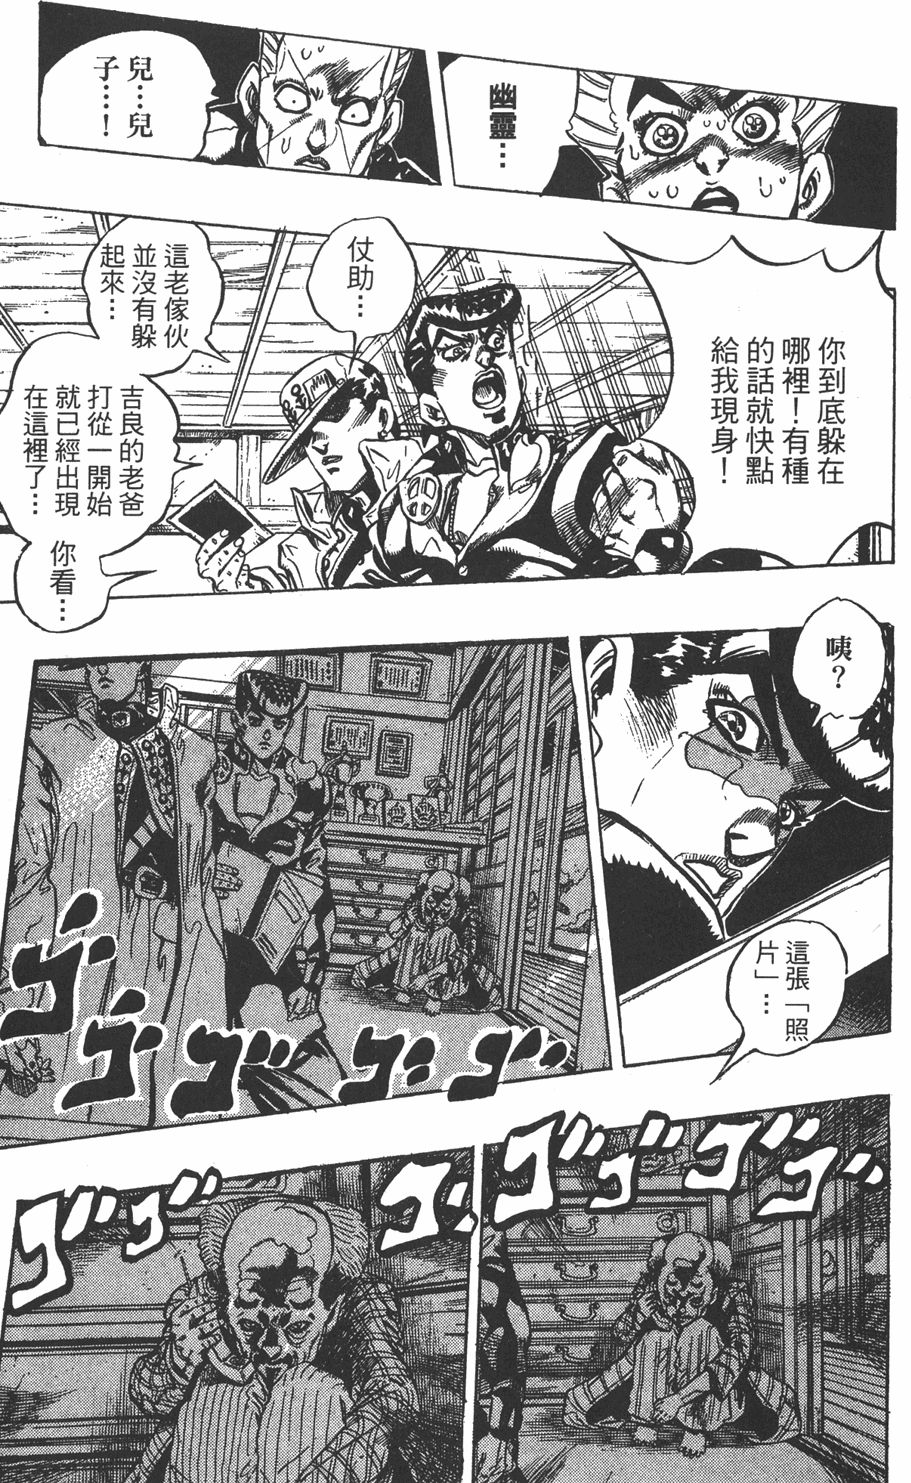 幽靈…
兒…兒
子……！
你到底躲在
哪裡！有種
的話就快點
給我現身！
仗助…
這老傢伙
並沒有躲
起來…
吉良的老爸
打從一開始
就已經出現
在這裡了…
你看…
咦？
這張「照
片」…
ゴゴゴゴゴゴ
ゴゴゴゴ
ゴゴゴゴ